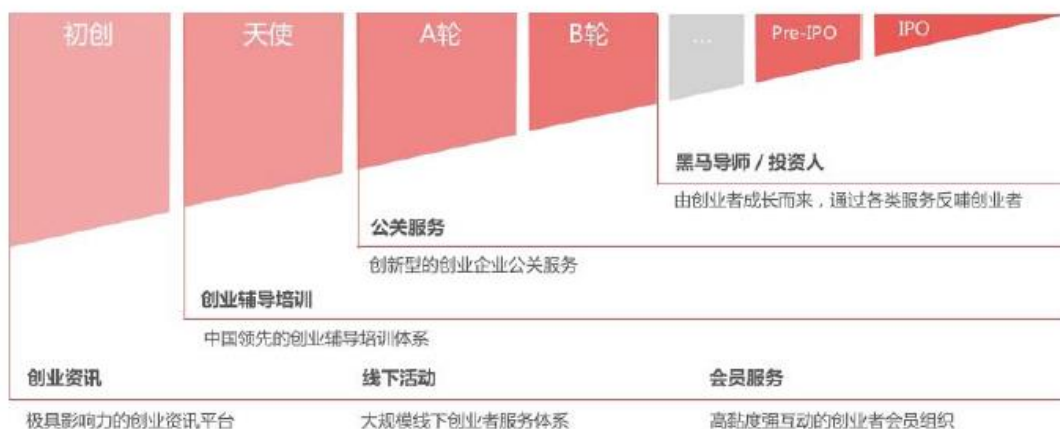 初创 天使 A轮 B轮 ... Pre-IPO IPO
黑马导师 / 投资人
由创业者成长而来，通过各类服务反哺创业者
公关服务
创新型的创业企业公关服务
创业辅导培训
中国领先的创业辅导培训体系
创业资讯 线下活动 会员服务
极具影响力的创业资讯平台 大规模线下创业者服务体系 高黏度强互动的创业者会员组织